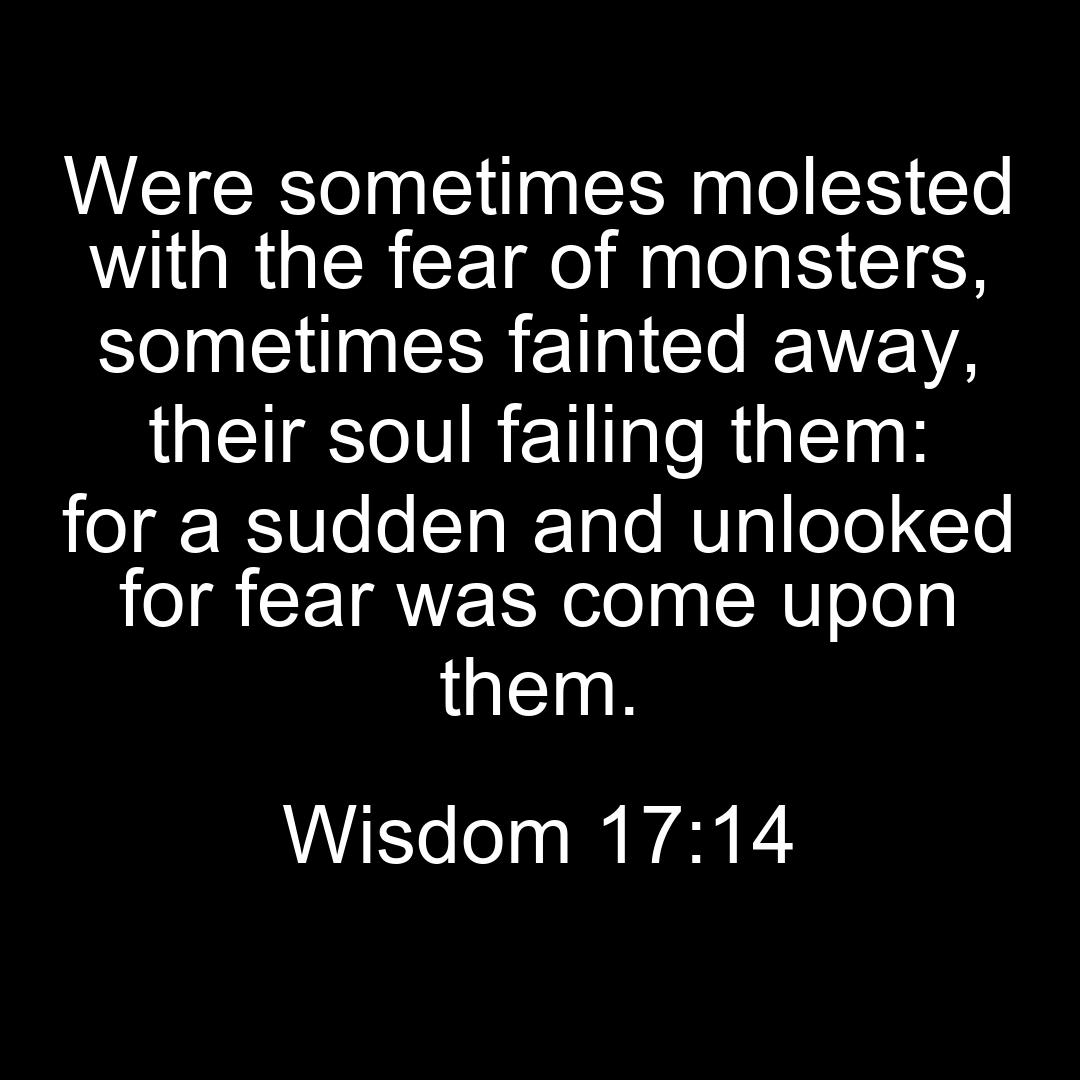 Were sometimes molested
with the fear of monsters,
sometimes fainted away,
their soul failing them:
for a sudden and unlooked
for fear was come upon
them.
Wisdom 17:14